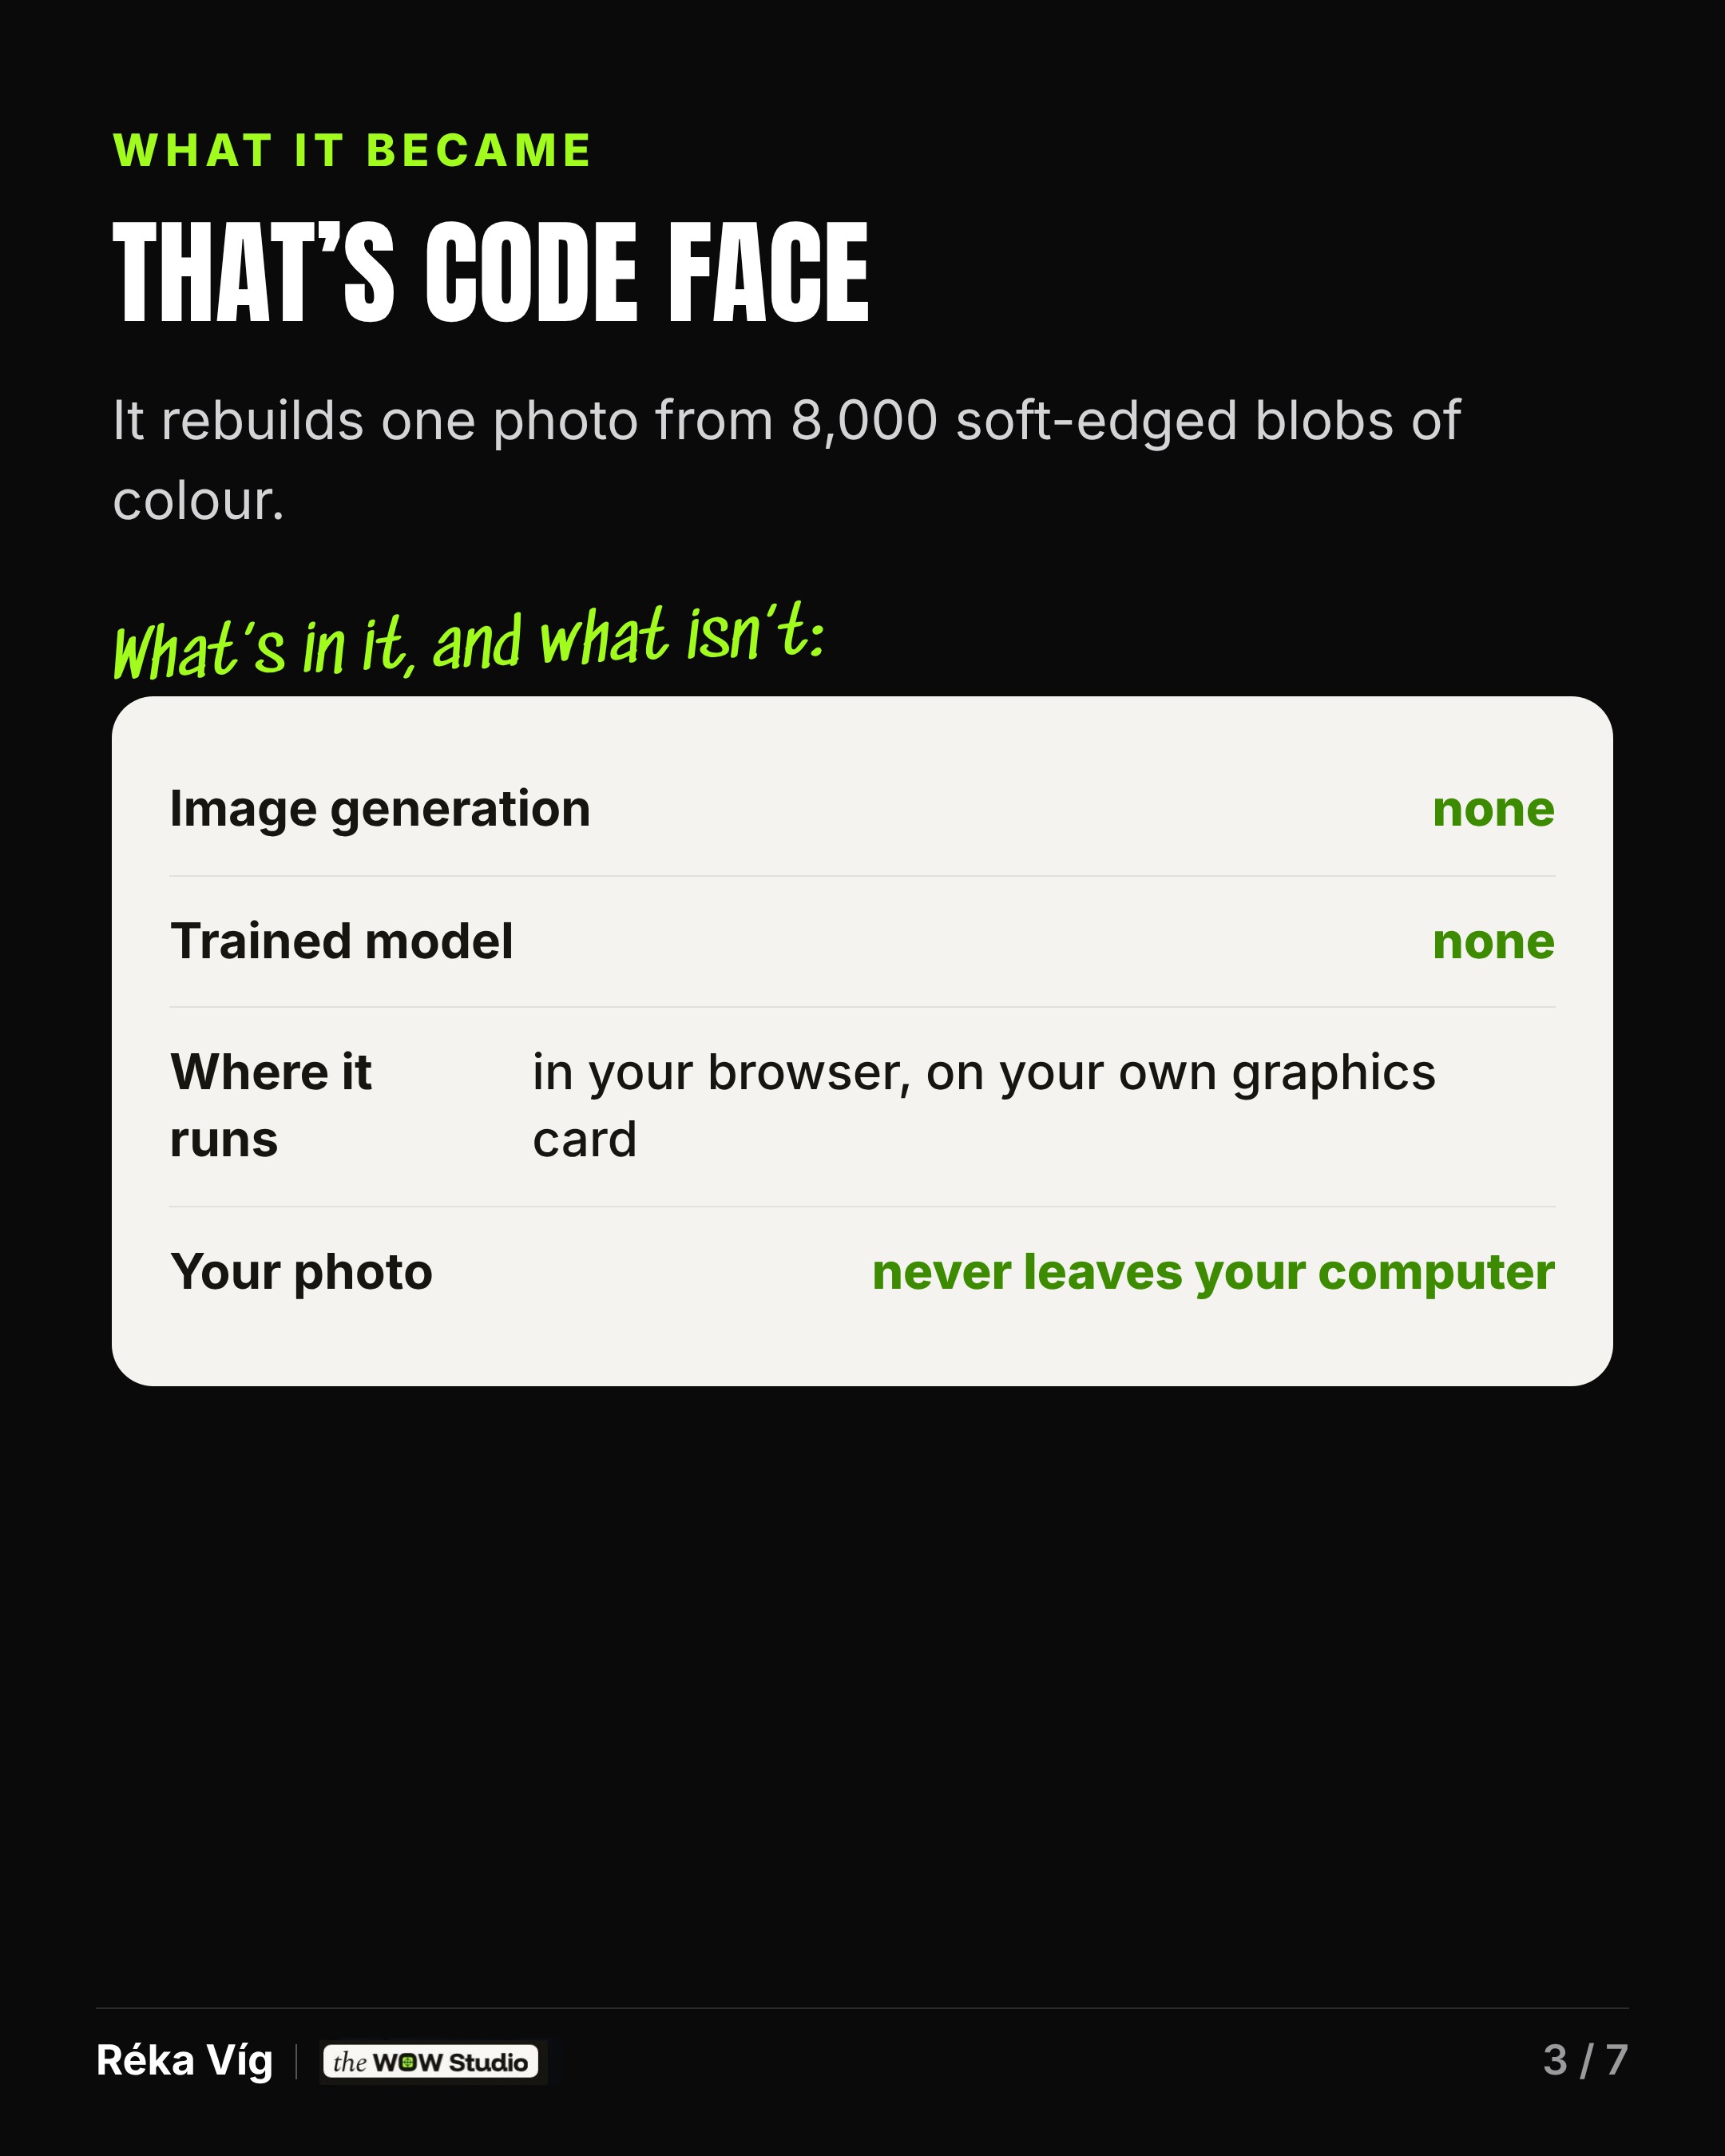 WHAT IT BECAME
THAT’S CODE FACE
It rebuilds one photo from 8,000 soft-edged blobs of
colour.
What's in it, and what isn't:
Image generation none
Trained model none
Where it in your browser, on your own graphics
runs card
Your photo never leaves your computer
Réka Víg the WOW Studio 3 / 7